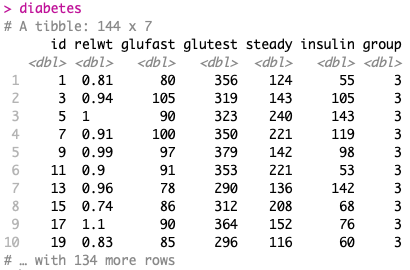 > diabetes
# A tibble: 144 x 7
id relwt glufast glutest steady insulin group
<dbl> <dbl> <dbl> <dbl> <dbl> <dbl> <dbl>
1 1 0.81 80 356 124 55 3
2 3 0.94 105 319 143 105 3
3 5 1 90 323 240 143 3
4 7 0.91 100 350 221 119 3
5 9 0.99 97 379 142 98 3
6 11 0.9 91 353 221 53 3
7 13 0.96 78 290 136 142 3
8 15 0.74 86 312 208 68 3
9 17 1.1 90 364 152 76 3
10 19 0.83 85 296 116 60 3
# … with 134 more rows